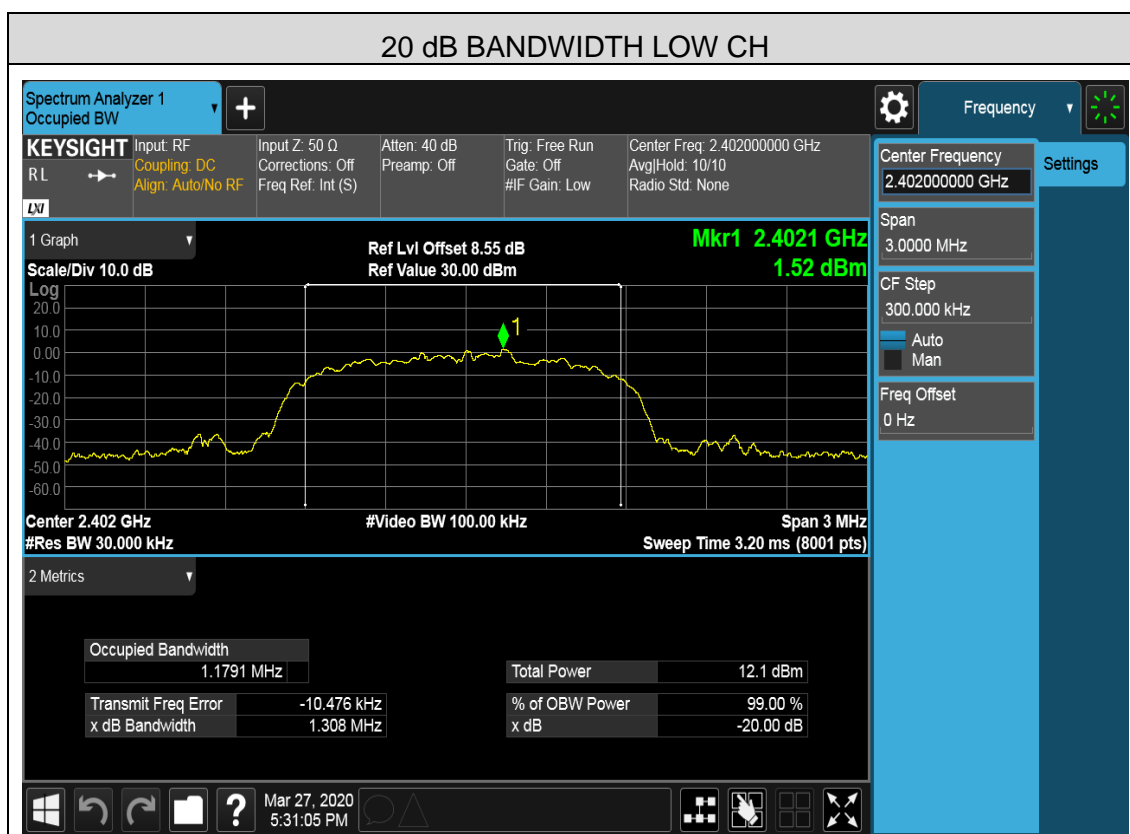 20 dB BANDWIDTH LOW CH
Spectrum Analyzer 1
Occupied BW
Frequency
KEYSIGHT
RL
LXI
Input: RF
Coupling: DC
Align: Auto/No RF
Input Z: 50 Ω
Corrections: Off
Freq Ref: Int (S)
Atten: 40 dB
Preamp: Off
Trig: Free Run
Gate: Off
#IF Gain: Low
Center Freq: 2.402000000 GHz
Avg|Hold: 10/10
Radio Std: None
Center Frequency
2.402000000 GHz
Settings
Span
3.0000 MHz
CF Step
300.000 kHz
Auto
Man
Freq Offset
0 Hz
1 Graph
Scale/Div 10.0 dB
Ref Lvl Offset 8.55 dB
Ref Value 30.00 dBm
Mkr1 2.4021 GHz
1.52 dBm
Log
20.0
10.0
0.00
-10.0
-20.0
-30.0
-40.0
-50.0
-60.0
1
Center 2.402 GHz
#Video BW 100.00 kHz
Span 3 MHz
#Res BW 30.000 kHz
Sweep Time 3.20 ms (8001 pts)
2 Metrics
Occupied Bandwidth
1.1791 MHz
Total Power 12.1 dBm
Transmit Freq Error -10.476 kHz
% of OBW Power 99.00 %
x dB Bandwidth 1.308 MHz
x dB -20.00 dB
?
Mar 27, 2020
5:31:05 PM